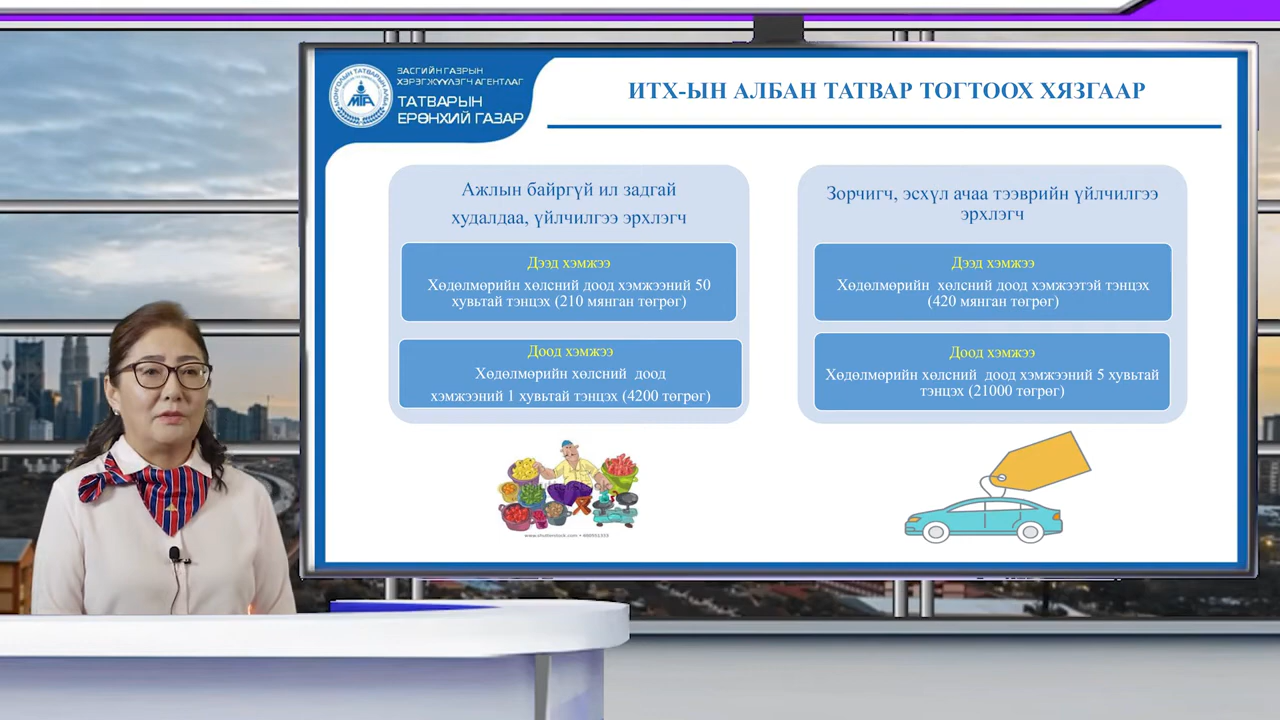 ЗАСГИЙН ГАЗРЫН
ХЭРЭГЖҮҮЛЭГЧ АГЕНТЛАГ
ТАТВАРЫН
ЕРӨНХИЙ ГАЗАР
МТА
ИТХ-ЫН АЛБАН ТАТВАР ТОГТООХ ХЯЗГААР
Ажлын байргүй ил задгай
худалдаа, үйлчилгээ эрхлэгч
Дээд хэмжээ
Хөдөлмөрийн хөлсний доод хэмжээний 50
хувьтай тэнцэх (210 мянган төгрөг)
Доод хэмжээ
Хөдөлмөрийн хөлсний доод
хэмжээний 1 хувьтай тэнцэх (4200 төгрөг)
Зорчигч, эсхүл ачаа тээврийн үйлчилгээ
эрхлэгч
Дээд хэмжээ
Хөдөлмөрийн хөлсний доод хэмжээтэй тэнцэх
(420 мянган төгрөг)
Доод хэмжээ
Хөдөлмөрийн хөлсний доод хэмжээний 5 хувьтай
тэнцэх (21000 төгрөг)